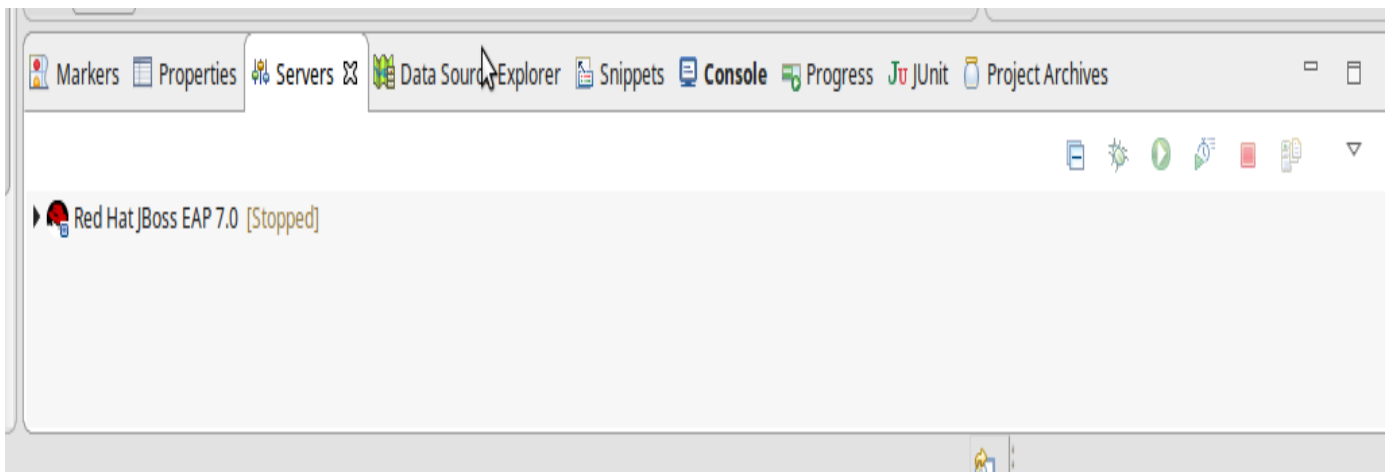 Markers Properties Servers Data Source Explorer Snippets Console Progress Ju JUnit Project Archives
Red Hat JBoss EAP 7.0 [Stopped]